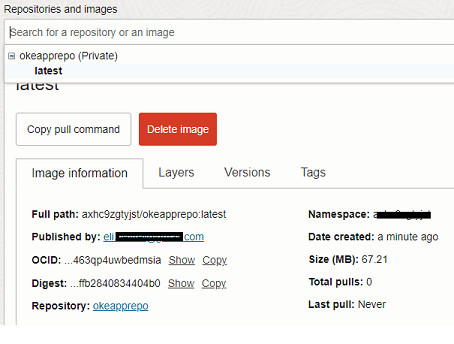 Repositories and images
Search for a repository or an image
okeapprepo (Private)
latest
latest
Copy pull command
Delete image
Image information Layers Versions Tags
Full path: axhc9zgtyjst/okeapprepo:latest
Published by: eli .com
OCID: ...463qp4uwbedmsia Show Copy
Digest: ...ffb2840834404b0 Show Copy
Repository: okeapprepo
Namespace:
Date created: a minute ago
Size (MB): 67.21
Total pulls: 0
Last pull: Never